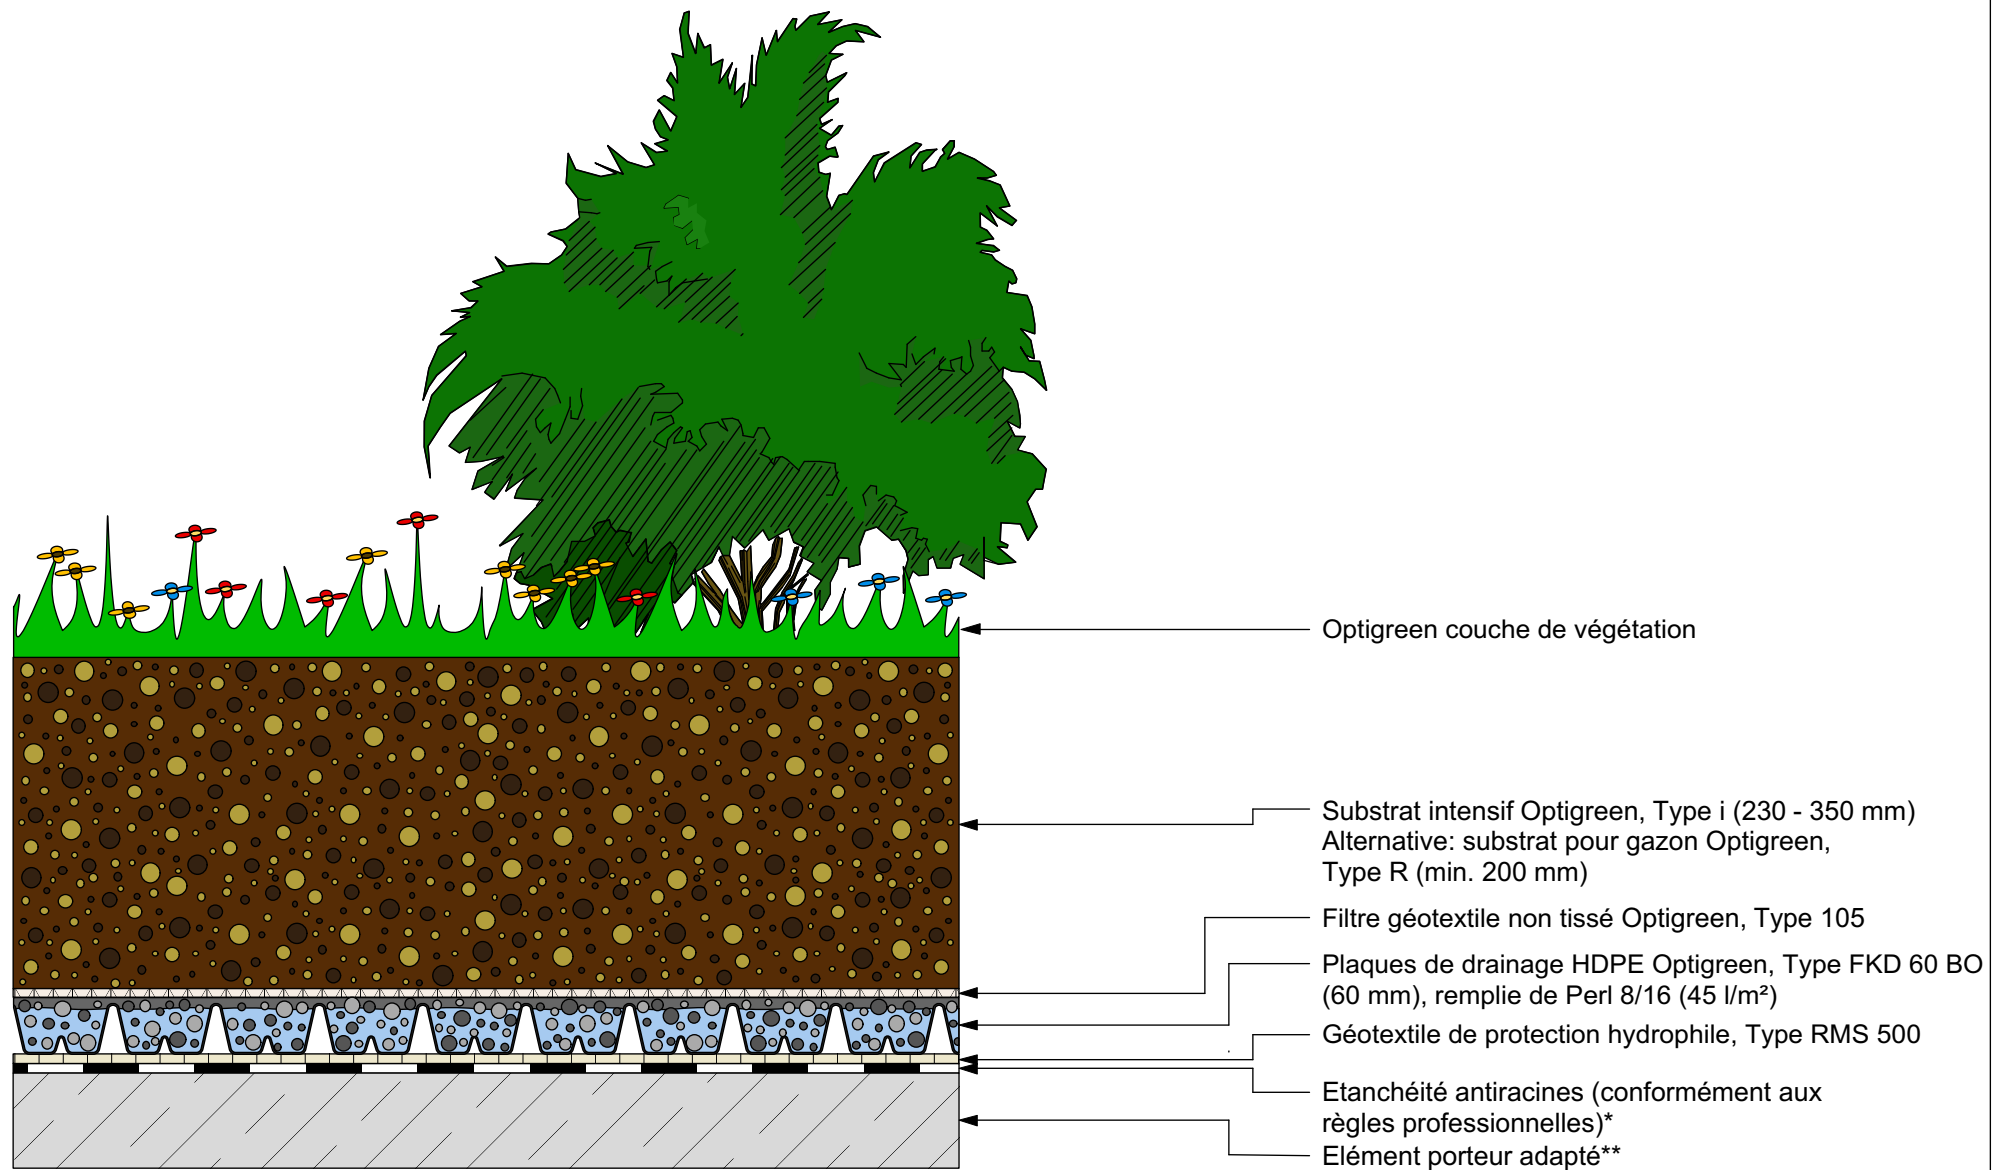 Optigreen couche de végétation
Substrat intensif Optigreen, Type i (230 - 350 mm)
Alternative: substrat pour gazon Optigreen,
Type R (min. 200 mm)
Filtre géotextile non tissé Optigreen, Type 105
Plaques de drainage HDPE Optigreen, Type FKD 60 BO
(60 mm), remplie de Perl 8/16 (45 l/m²)
Géotextile de protection hydrophile, Type RMS 500
Etanchéité antiracines (conformément aux
règles professionnelles)*
Elément porteur adapté**